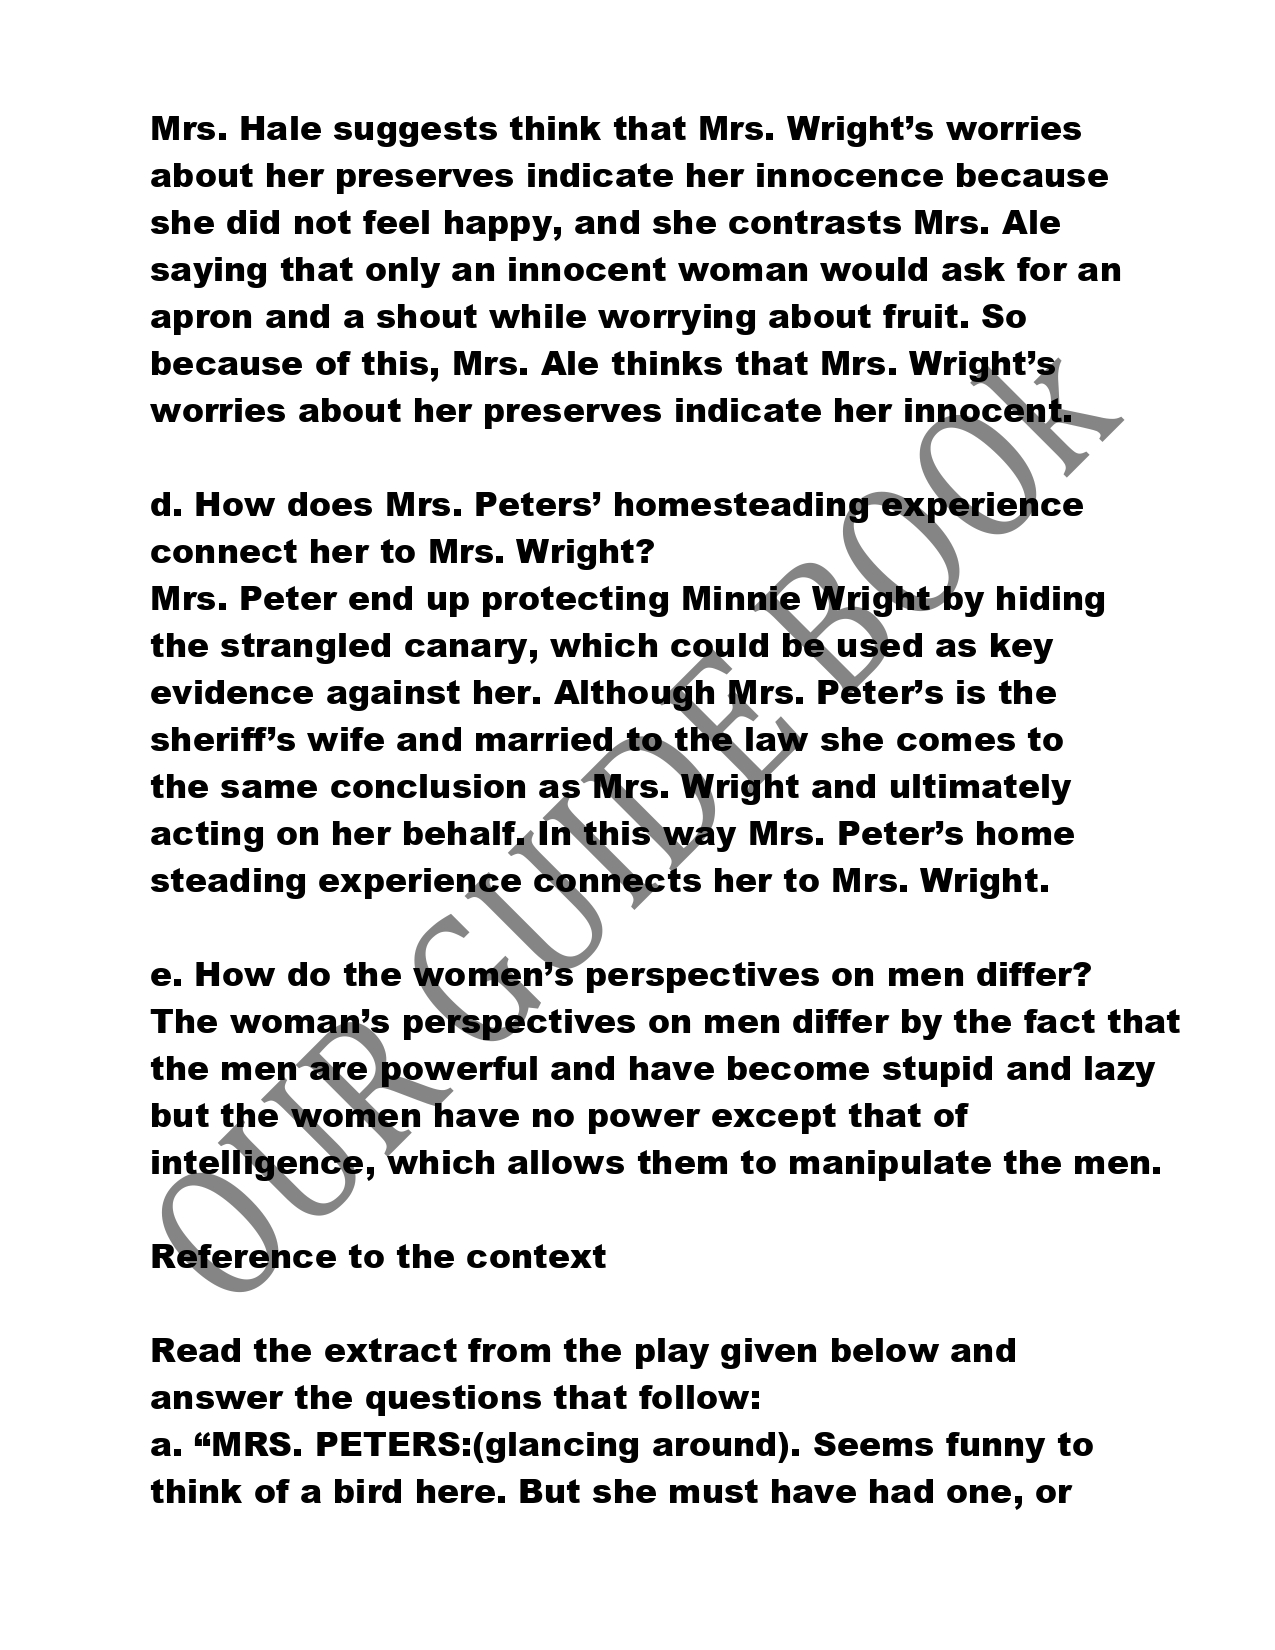 Mrs. Hale suggests think that Mrs. Wright’s worries
about her preserves indicate her innocence because
she did not feel happy, and she contrasts Mrs. Ale
saying that only an innocent woman would ask for an
apron and a shout while worrying about fruit. So
because of this, Mrs. Ale thinks that Mrs. Wright’s
worries about her preserves indicate her innocent.
d. How does Mrs. Peters’ homesteading experience
connect her to Mrs. Wright?
Mrs. Peter end up protecting Minnie Wright by hiding
the strangled canary, which could be used as key
evidence against her. Although Mrs. Peter’s is the
sheriff’s wife and married to the law she comes to
the same conclusion as Mrs. Wright and ultimately
acting on her behalf. In this way Mrs. Peter’s home
steading experience connects her to Mrs. Wright.
e. How do the women’s perspectives on men differ?
The woman’s perspectives on men differ by the fact that
the men are powerful and have become stupid and lazy
but the women have no power except that of
intelligence, which allows them to manipulate the men.
Reference to the context
Read the extract from the play given below and
answer the questions that follow:
a. “MRS. PETERS:(glancing around). Seems funny to
think of a bird here. But she must have had one, or
OUR GUIDE BOOk